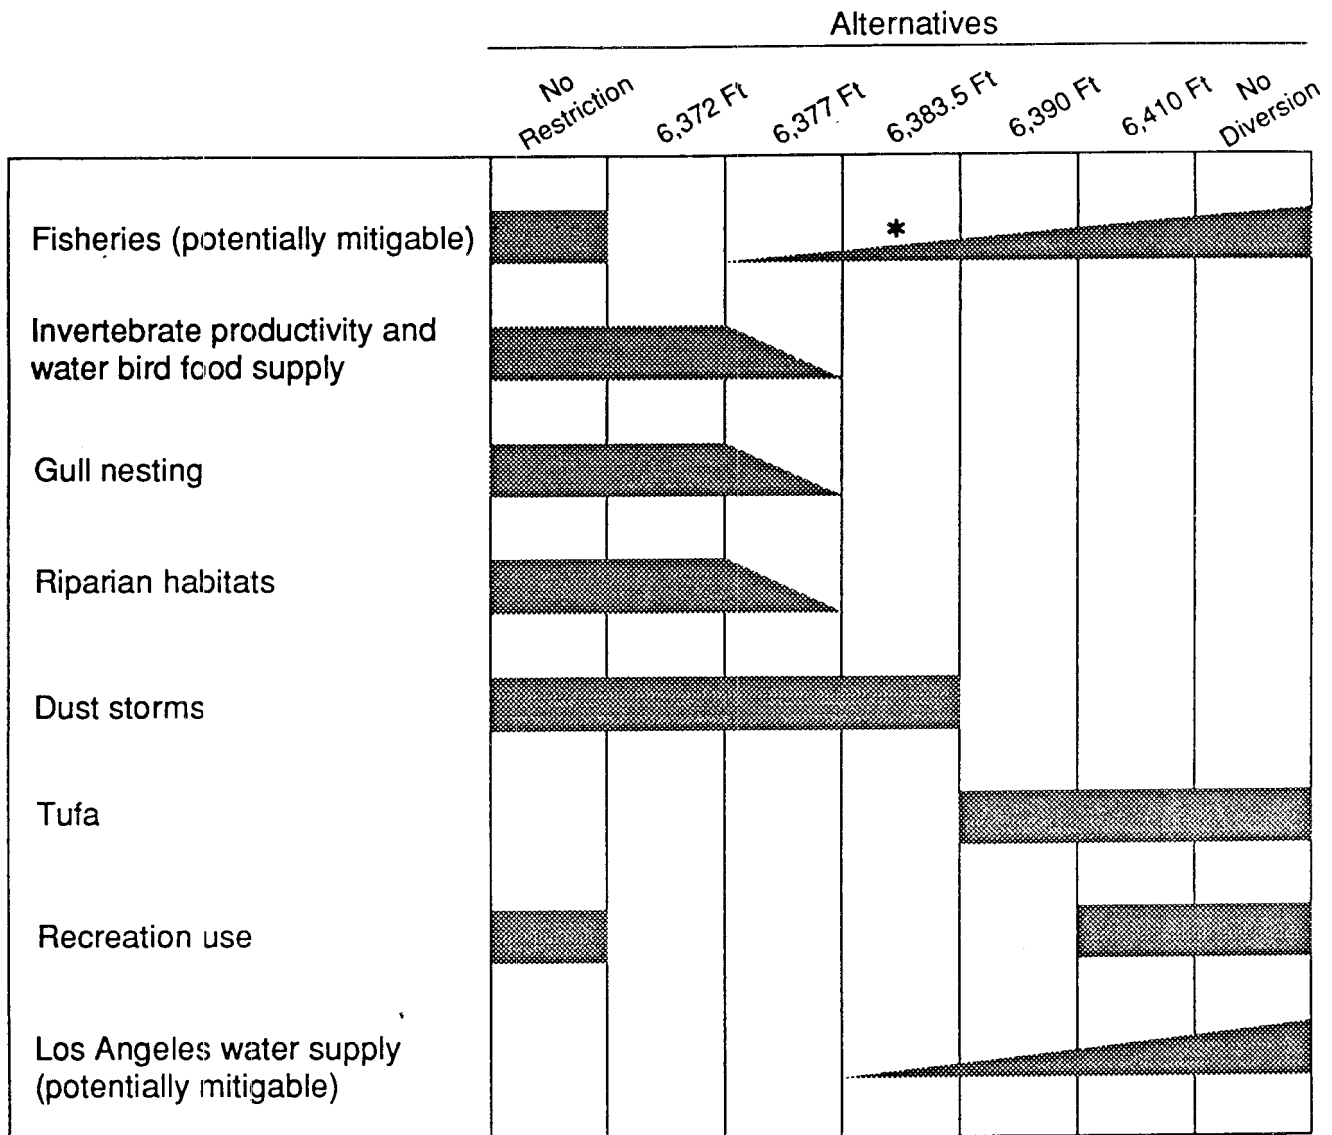 Alternatives
No
Restriction
6,372 Ft
6,377 Ft
6,383.5 Ft
6,390 Ft
6,410 Ft
No
Diversion
*
Fisheries (potentially mitigable)
Invertebrate productivity and
water bird food supply
Gull nesting
Riparian habitats
Dust storms
Tufa
Recreation use
Los Angeles water supply
(potentially mitigable)